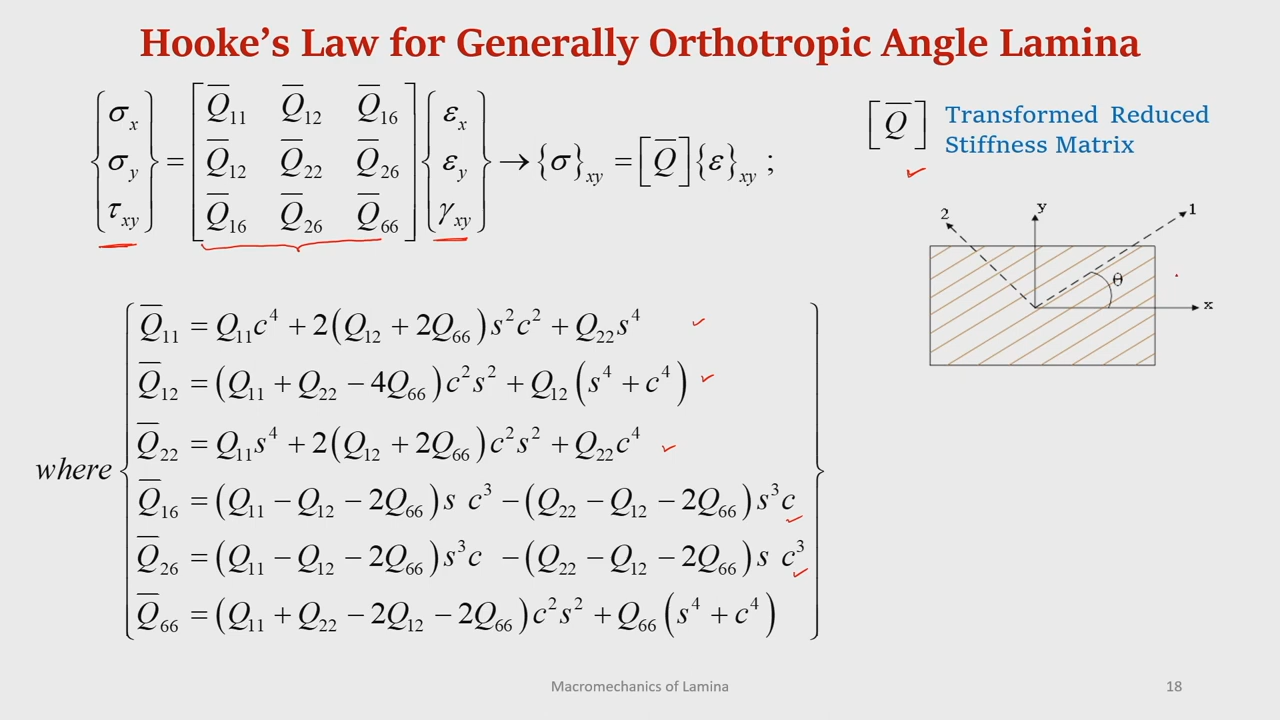 Hooke's Law for Generally Orthotropic Angle Lamina
{σx σy τxy} = [Q̅11 Q̅12 Q̅16; Q̅12 Q̅22 Q̅26; Q̅16 Q̅26 Q̅66] {εx εy γxy} → {σ}xy = [Q̅]{ε}xy ;
[Q̅] Transformed Reduced
Stiffness Matrix
2 y 1
θ
x
where
Q̅11 = Q11c⁴ + 2(Q12 + 2Q66)s²c² + Q22s⁴
Q̅12 = (Q11 + Q22 − 4Q66)c²s² + Q12(s⁴ + c⁴)
Q̅22 = Q11s⁴ + 2(Q12 + 2Q66)c²s² + Q22c⁴
Q̅16 = (Q11 − Q12 − 2Q66)s c³ − (Q22 − Q12 − 2Q66)s³c
Q̅26 = (Q11 − Q12 − 2Q66)s³c − (Q22 − Q12 − 2Q66)s c³
Q̅66 = (Q11 + Q22 − 2Q12 − 2Q66)c²s² + Q66(s⁴ + c⁴)
Macromechanics of Lamina
18